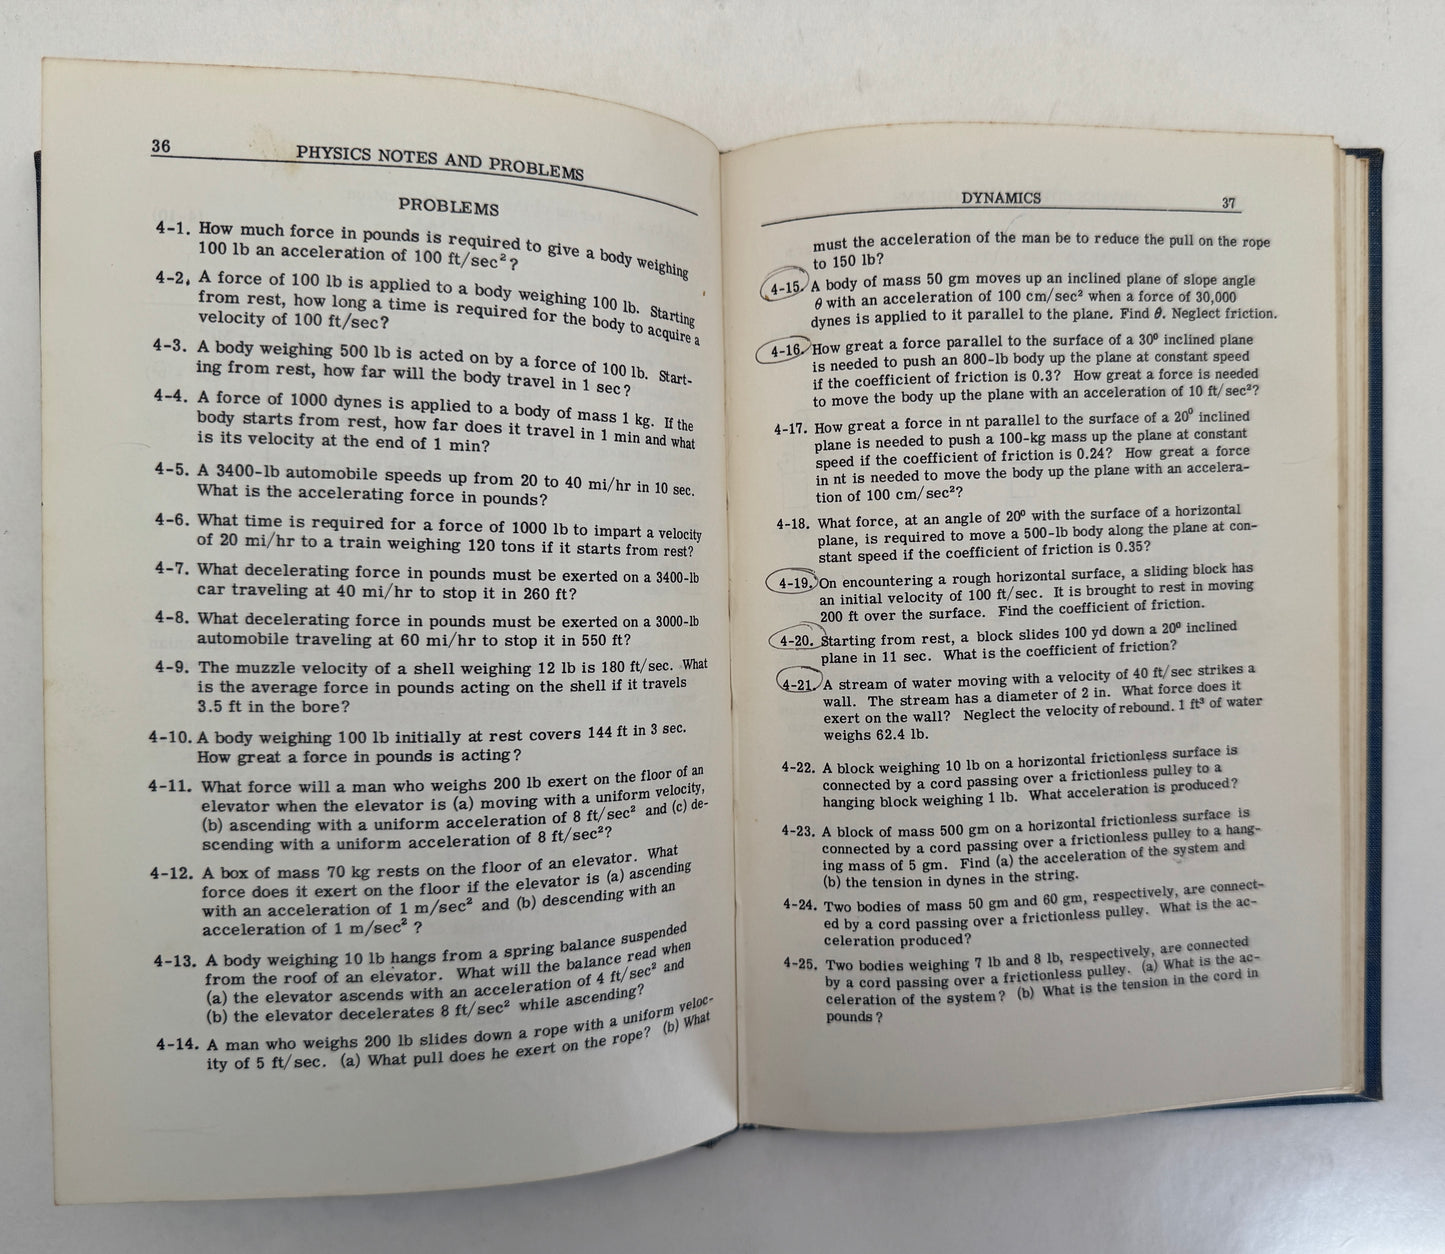 36
PHYSICS NOTES AND PROBLEMS
PROBLEMS
4-1. How much force in pounds is required to give a body weighing
100 lb an acceleration of 100 ft/sec²?
4-2. A force of 100 lb is applied to a body weighing 100 lb. Starting
from rest, how long a time is required for the body to acquire a
velocity of 100 ft/sec?
4-3. A body weighing 500 lb is acted on by a force of 100 lb. Start-
ing from rest, how far will the body travel in 1 sec?
4-4. A force of 1000 dynes is applied to a body of mass 1 kg. If the
body starts from rest, how far does it travel in 1 min and what
is its velocity at the end of 1 min?
4-5. A 3400-lb automobile speeds up from 20 to 40 mi/hr in 10 sec.
What is the accelerating force in pounds?
4-6. What time is required for a force of 1000 lb to impart a velocity
of 20 mi/hr to a train weighing 120 tons if it starts from rest?
4-7. What decelerating force in pounds must be exerted on a 3400-lb
car traveling at 40 mi/hr to stop it in 260 ft?
4-8. What decelerating force in pounds must be exerted on a 3000-lb
automobile traveling at 60 mi/hr to stop it in 550 ft?
4-9. The muzzle velocity of a shell weighing 12 lb is 180 ft/sec. What
is the average force in pounds acting on the shell if it travels
3.5 ft in the bore?
4-10. A body weighing 100 lb initially at rest covers 144 ft in 3 sec.
How great a force in pounds is acting?
4-11. What force will a man who weighs 200 lb exert on the floor of an
elevator when the elevator is (a) moving with a uniform velocity,
(b) ascending with a uniform acceleration of 8 ft/sec² and (c) de-
scending with a uniform acceleration of 8 ft/sec²?
4-12. A box of mass 70 kg rests on the floor of an elevator. What
force does it exert on the floor if the elevator is (a) ascending
with an acceleration of 1 m/sec² and (b) descending with an
acceleration of 1 m/sec² ?
4-13. A body weighing 10 lb hangs from a spring balance suspended
from the roof of an elevator. What will the balance read when
(a) the elevator ascends with an acceleration of 4 ft/sec² and
(b) the elevator decelerates 8 ft/sec² while ascending?
4-14. A man who weighs 200 lb slides down a rope with a uniform veloc-
ity of 5 ft/sec. (a) What pull does he exert on the rope? (b) What
DYNAMICS
37
must the acceleration of the man be to reduce the pull on the rope
to 150 lb?
4-15. A body of mass 50 gm moves up an inclined plane of slope angle
θ with an acceleration of 100 cm/sec² when a force of 30,000
dynes is applied to it parallel to the plane. Find θ. Neglect friction.
4-16. How great a force parallel to the surface of a 30° inclined plane
is needed to push an 800-lb body up the plane at constant speed
if the coefficient of friction is 0.3? How great a force is needed
to move the body up the plane with an acceleration of 10 ft/sec²?
4-17. How great a force in nt parallel to the surface of a 20° inclined
plane is needed to push a 100-kg mass up the plane at constant
speed if the coefficient of friction is 0.24? How great a force
in nt is needed to move the body up the plane with an accelera-
tion of 100 cm/sec²?
4-18. What force, at an angle of 20° with the surface of a horizontal
plane, is required to move a 500-lb body along the plane at con-
stant speed if the coefficient of friction is 0.35?
4-19. On encountering a rough horizontal surface, a sliding block has
an initial velocity of 100 ft/sec. It is brought to rest in moving
200 ft over the surface. Find the coefficient of friction.
4-20. Starting from rest, a block slides 100 yd down a 20° inclined
plane in 11 sec. What is the coefficient of friction?
4-21. A stream of water moving with a velocity of 40 ft/sec strikes a
wall. The stream has a diameter of 2 in. What force does it
exert on the wall? Neglect the velocity of rebound. 1 ft³ of water
weighs 62.4 lb.
4-22. A block weighing 10 lb on a horizontal frictionless surface is
connected by a cord passing over a frictionless pulley to a
hanging block weighing 1 lb. What acceleration is produced?
4-23. A block of mass 500 gm on a horizontal frictionless surface is
connected by a cord passing over a frictionless pulley to a hang-
ing mass of 5 gm. Find (a) the acceleration of the system and
(b) the tension in dynes in the string.
4-24. Two bodies of mass 50 gm and 60 gm, respectively, are connect-
ed by a cord passing over a frictionless pulley. What is the ac-
celeration produced?
4-25. Two bodies weighing 7 lb and 8 lb, respectively, are connected
by a cord passing over a frictionless pulley. (a) What is the ac-
celeration of the system? (b) What is the tension in the cord in
pounds?